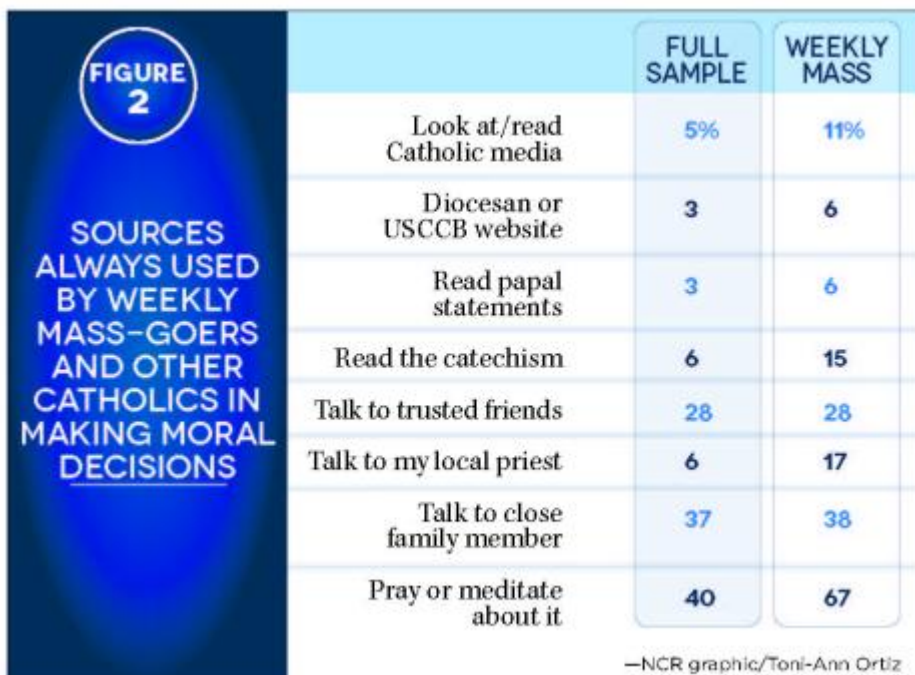 FIGURE
2
SOURCES
ALWAYS USED
BY WEEKLY
MASS-GOERS
AND OTHER
CATHOLICS IN
MAKING MORAL
DECISIONS
FULL
SAMPLE
WEEKLY
MASS
Look at/read
Catholic media
5%
11%
Diocesan or
USCCB website
3
6
Read papal
statements
3
6
Read the catechism
6
15
Talk to trusted friends
28
28
Talk to my local priest
6
17
Talk to close
family member
37
38
Pray or meditate
about it
40
67
—NCR graphic/Toni-Ann Ortiz